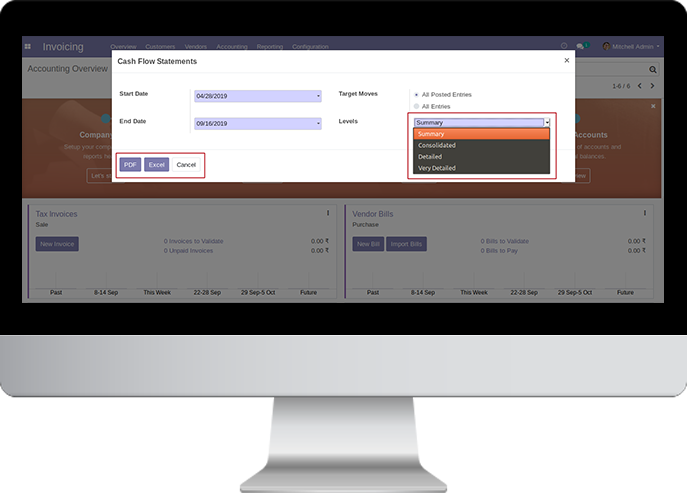 Invoicing Overview Customers Vendors Accounting Reporting Configuration Mitchell Admin
Accounting Overview
1-6 / 6
Cash Flow Statements ×
Start Date 04/28/2019 Target Moves All Posted Entries
All Entries
End Date 09/16/2019 Levels Summary
Summary
Consolidated
Detailed
Very Detailed
PDF Excel Cancel
Compan
Accounts
Setup your compan
of accounts and
reports ha
balances.
Let's st
now
Tax Invoices
Sale
New Invoice 0 Invoices to Validate 0.00 ₹
0 Unpaid Invoices 0.00 ₹
Past 8-14 Sep This Week 22-28 Sep 29 Sep-5 Oct Future
Vendor Bills
Purchase
New Bill Import Bills 0 Bills to Validate 0.00 ₹
0 Bills to Pay 0.00 ₹
Past 8-14 Sep This Week 22-28 Sep 29 Sep-5 Oct Future